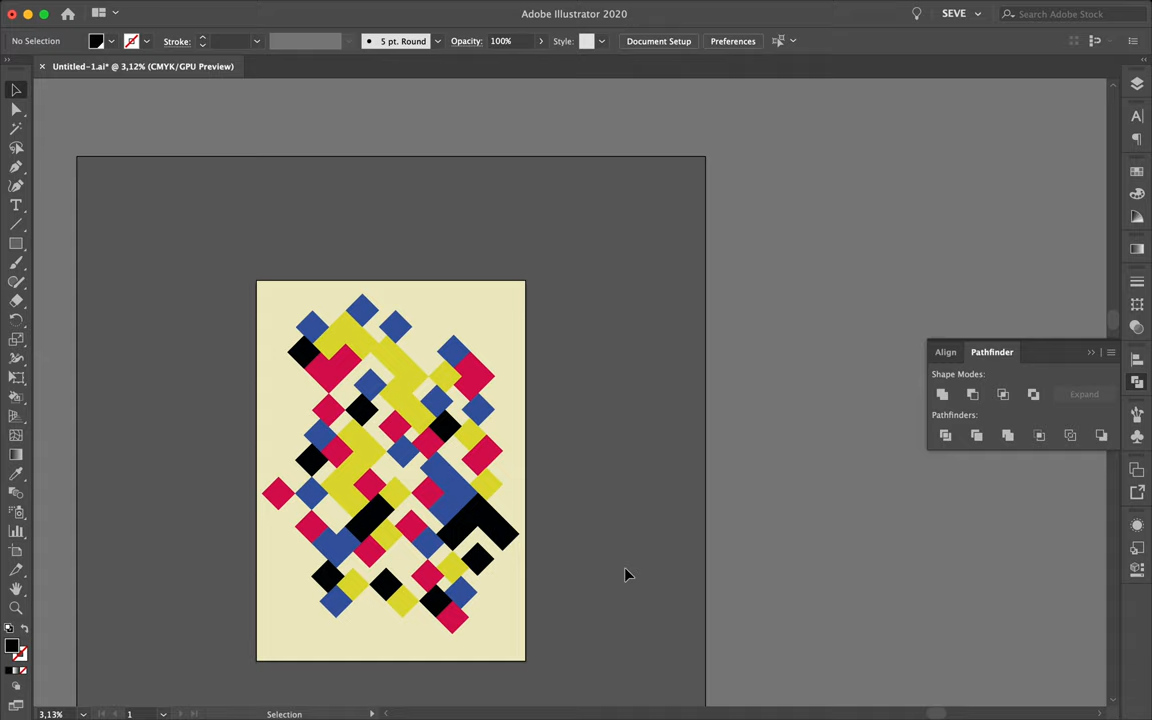 Adobe Illustrator 2020
SEVE
Search Adobe Stock
No Selection
Stroke:
5 pt. Round
Opacity:
100%
Style:
Document Setup
Preferences
Untitled-1.ai* @ 3,12% (CMYK/GPU Preview)
Align
Pathfinder
Shape Modes:
Expand
Pathfinders:
3,13%
1
Selection